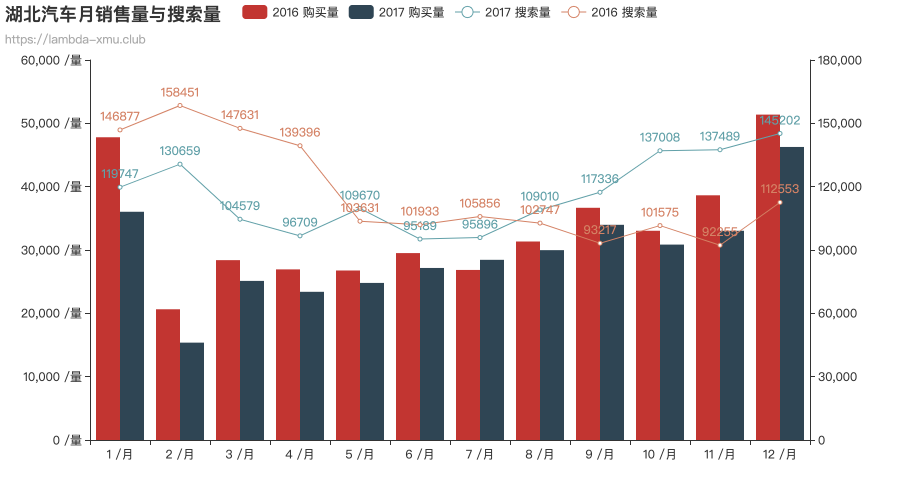 湖北汽车月销售量与搜索量
2016 购买量 2017 购买量 2017 搜索量 2016 搜索量
https://lambda-xmu.club
60,000 /量 180,000
158451
146877 147631 145202
139396 137008 137489
50,000 /量 150,000
130659
119747 117336
40,000 /量 120,000
112553
109670 109010
104579 103631 101933 105856 102747 101575
96709 95189 95896 93217 92255
30,000 /量 90,000
20,000 /量 60,000
10,000 /量 30,000
0 /量 0
1 /月 2 /月 3 /月 4 /月 5 /月 6 /月 7 /月 8 /月 9 /月 10 /月 11 /月 12 /月